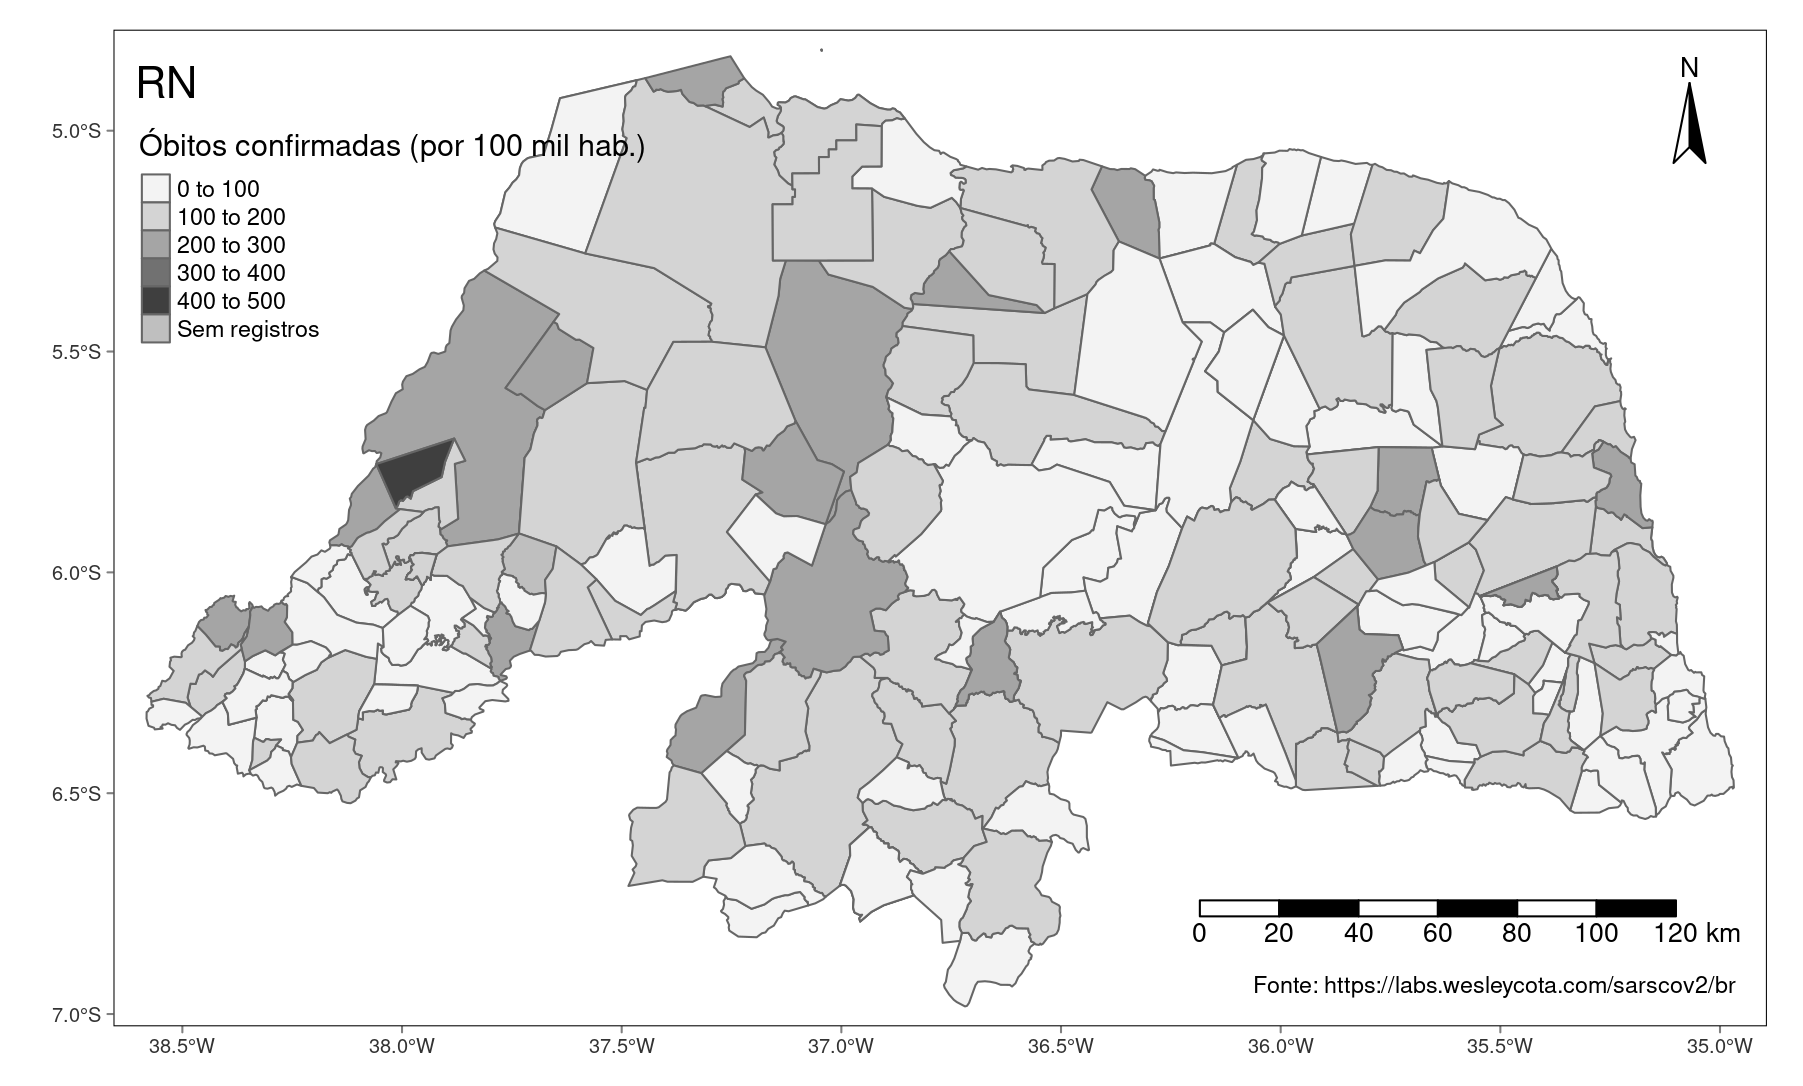 RN
N
Óbitos confirmadas (por 100 mil hab.)
0 to 100
100 to 200
200 to 300
300 to 400
400 to 500
Sem registros
5.0°S
5.5°S
6.0°S
6.5°S
7.0°S
0 20 40 60 80 100 120 km
Fonte: https://labs.wesleycota.com/sarscov2/br
38.5°W 38.0°W 37.5°W 37.0°W 36.5°W 36.0°W 35.5°W 35.0°W